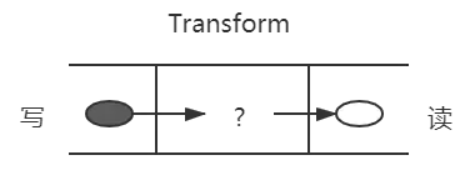 Transform
写 ? 读